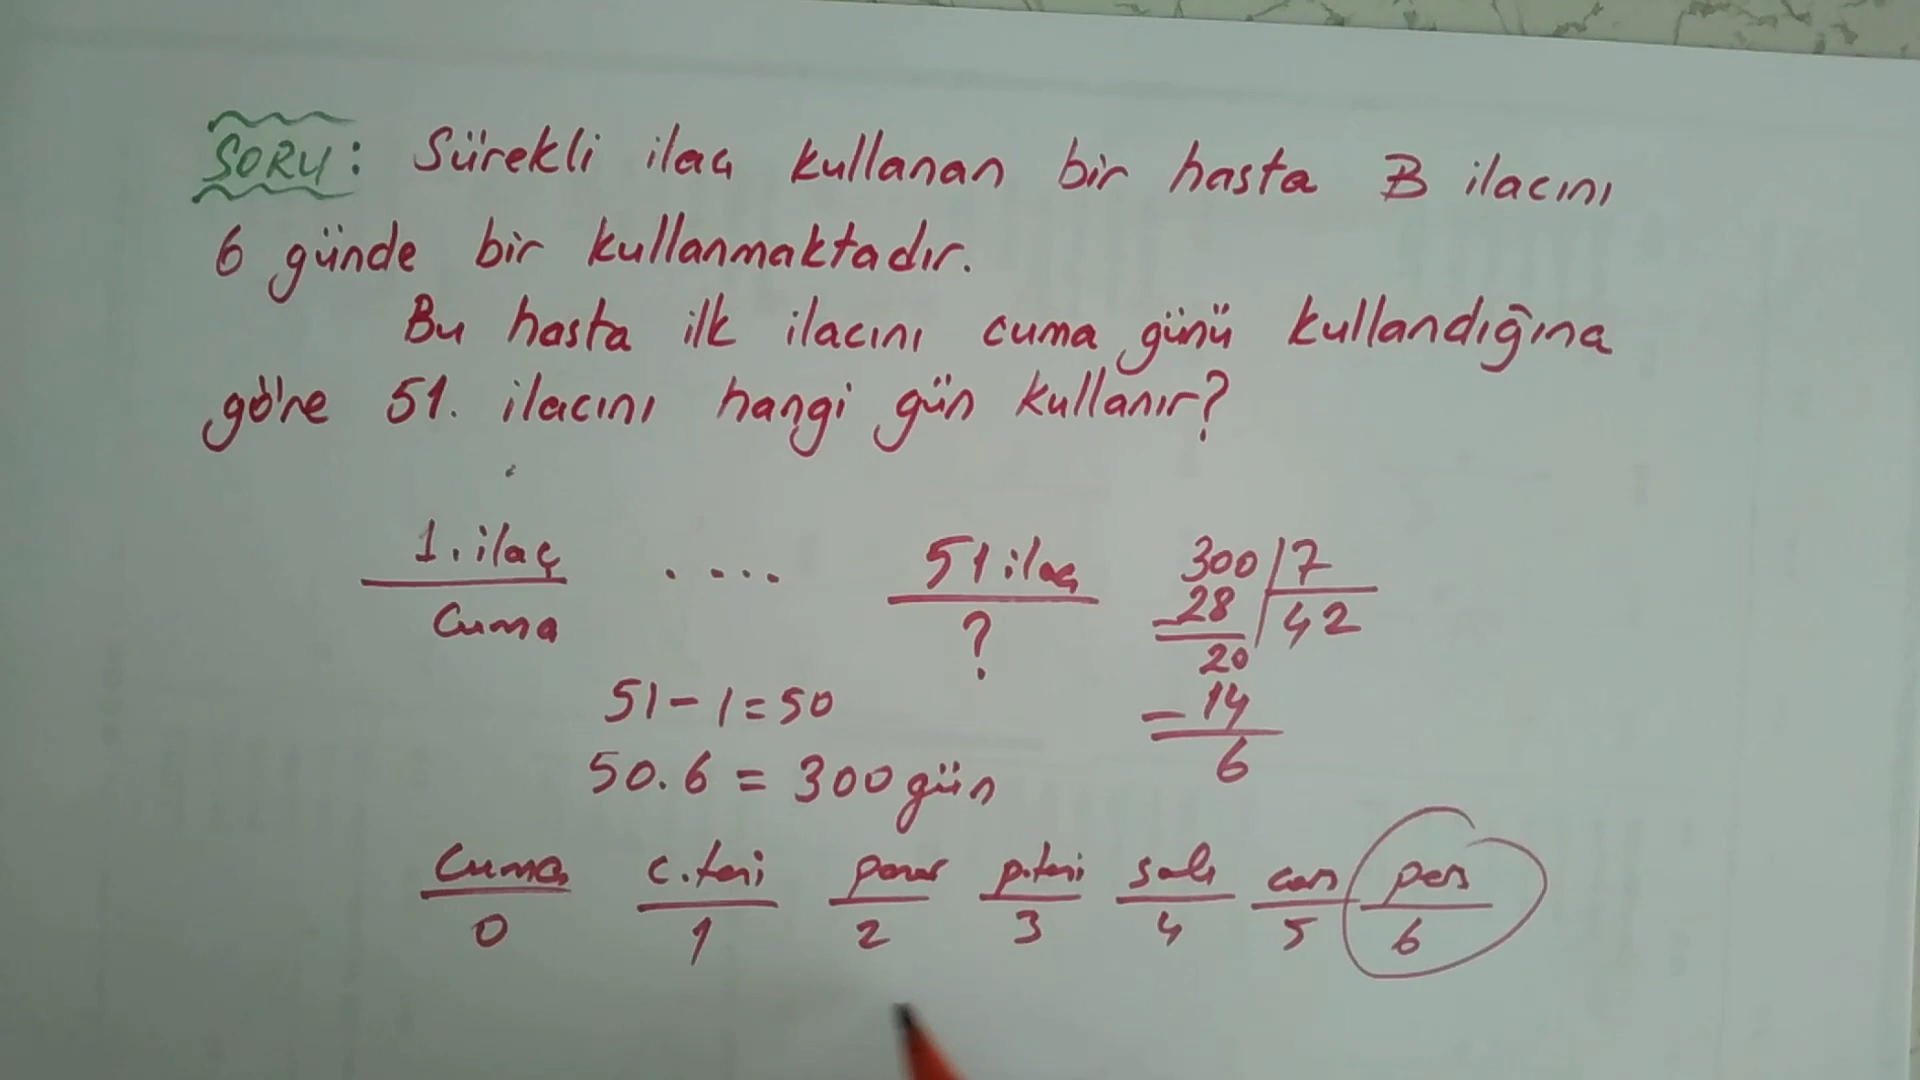 SORU: Sürekli ilaç kullanan bir hasta B ilacını
6 günde bir kullanmaktadır.
Bu hasta ilk ilacını cuma günü kullandığına
göre 51. ilacını hangi gün kullanır?
1. ilaç .... 51 ilaç
Cuma ?
300 7
28 42
20
- 14
6
51 - 1 = 50
50.6 = 300 gün
Cuma c.tesi pazar p.tesi salı çar per
0 1 2 3 4 5 6